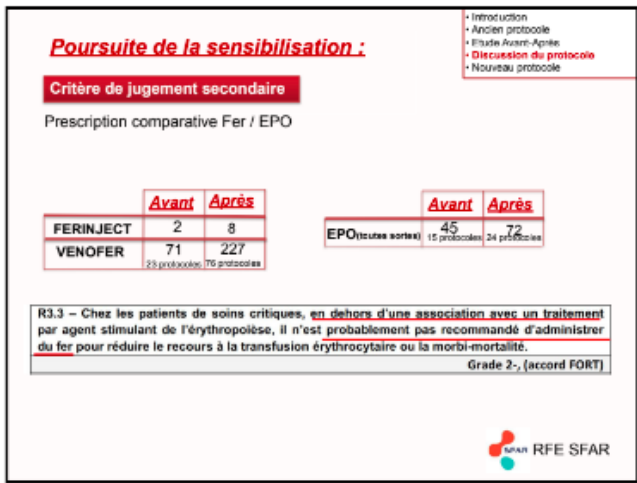 • Introduction
• Ancien protocole
• Etude Avant-Après
• Discussion du protocole
• Nouveau protocole
Poursuite de la sensibilisation :
Critère de jugement secondaire
Prescription comparative Fer / EPO
Avant Après
FERINJECT 2 8
VENOFER 71 227
23 protocoles 76 protocoles
Avant Après
EPO(toutes sortes) 45 72
15 protocoles 24 protocoles
R3.3 – Chez les patients de soins critiques, en dehors d'une association avec un traitement
par agent stimulant de l'érythropoïèse, il n'est probablement pas recommandé d'administrer
du fer pour réduire le recours à la transfusion érythrocytaire ou la morbi-mortalité.
Grade 2-, (accord FORT)
SFAR RFE SFAR